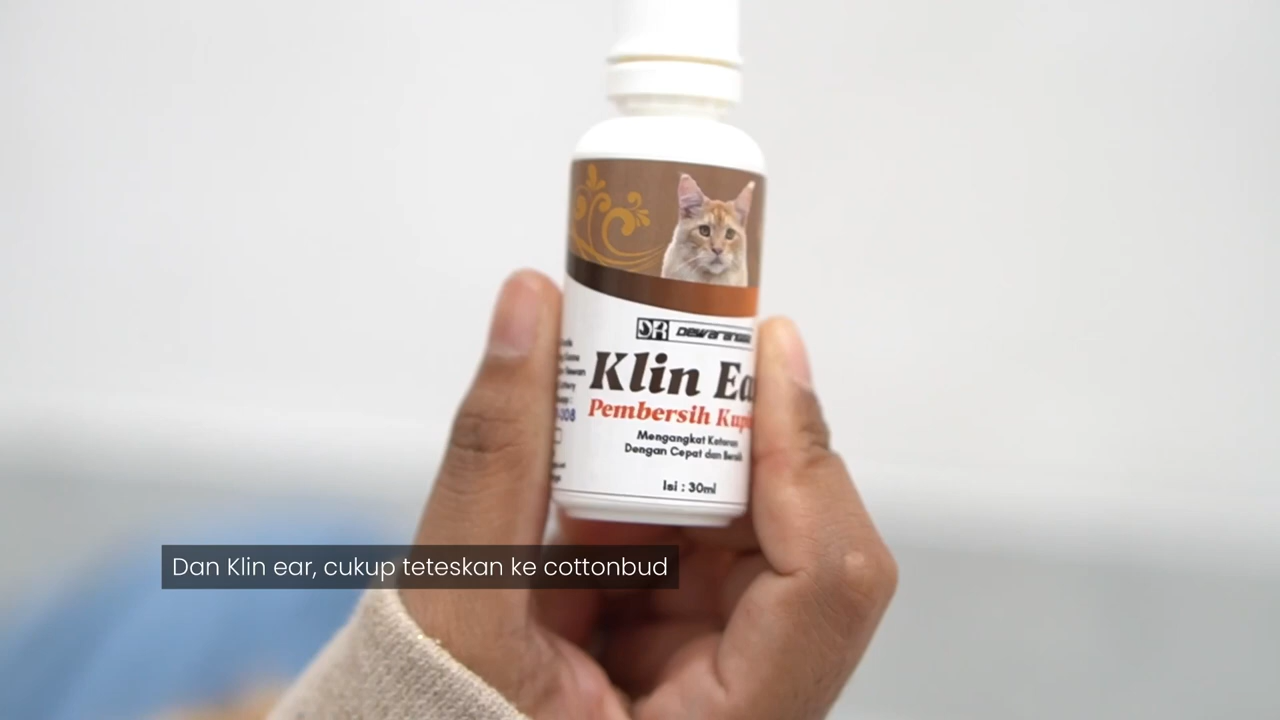 DR
Klin Ea
Pembersih Kup
Mengangkat Kotoran
Dengan Cepat dan Bersih
Isi : 30ml
Dan Klin ear, cukup teteskan ke cottonbud